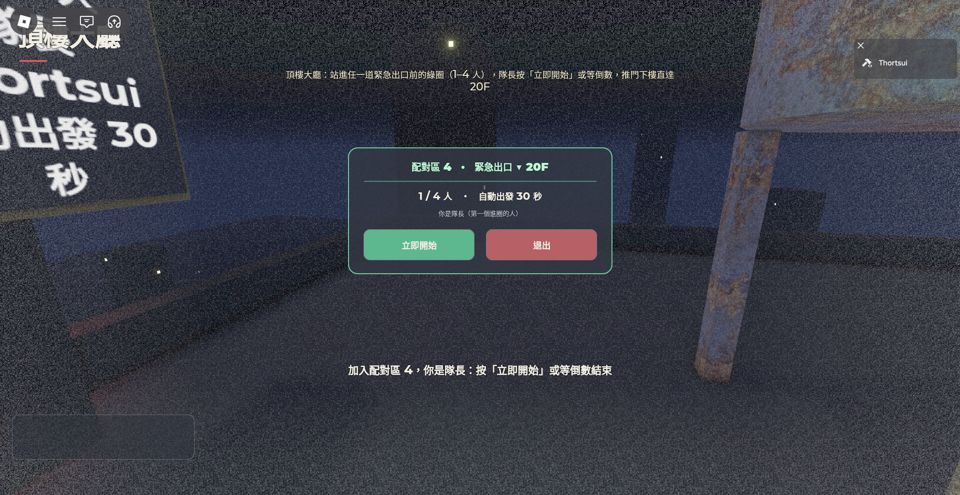 頂樓大廳
隊長
ortsui
出發 30
秒
頂樓大廳：站進任一道緊急出口前的綠圈（1–4 人），隊長按「立即開始」或等倒數，推門下樓直達
20F
Thortsui
配對區 4 • 緊急出口 ▼ 20F
1 / 4 人 • 自動出發 30 秒
你是隊長（第一個進圈的人）
立即開始
退出
加入配對區 4，你是隊長：按「立即開始」或等倒數結束